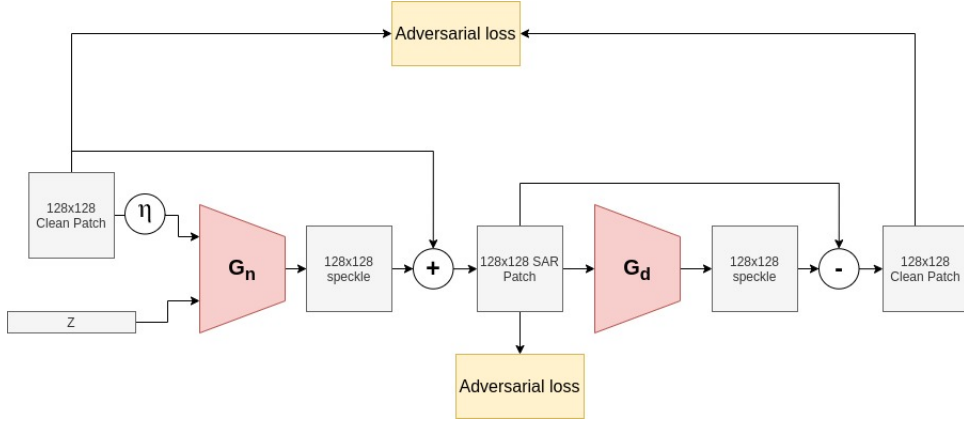 Adversarial loss
128x128
Clean Patch
η
Z
Gn
128x128
speckle
+
128x128 SAR
Patch
Gd
128x128
speckle
-
128x128
Clean Patch
Adversarial loss